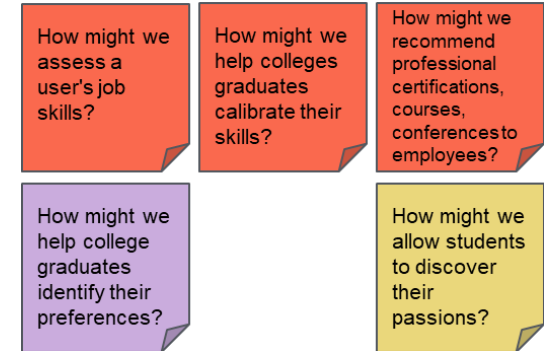 How might we
assess a
user's job
skills?
How might we
help colleges
graduates
calibrate their
skills?
How might we
recommend
professional
certifications,
courses,
conferences to
employees?
How might we
help college
graduates
identify their
preferences?
How might we
allow students
to discover
their
passions?